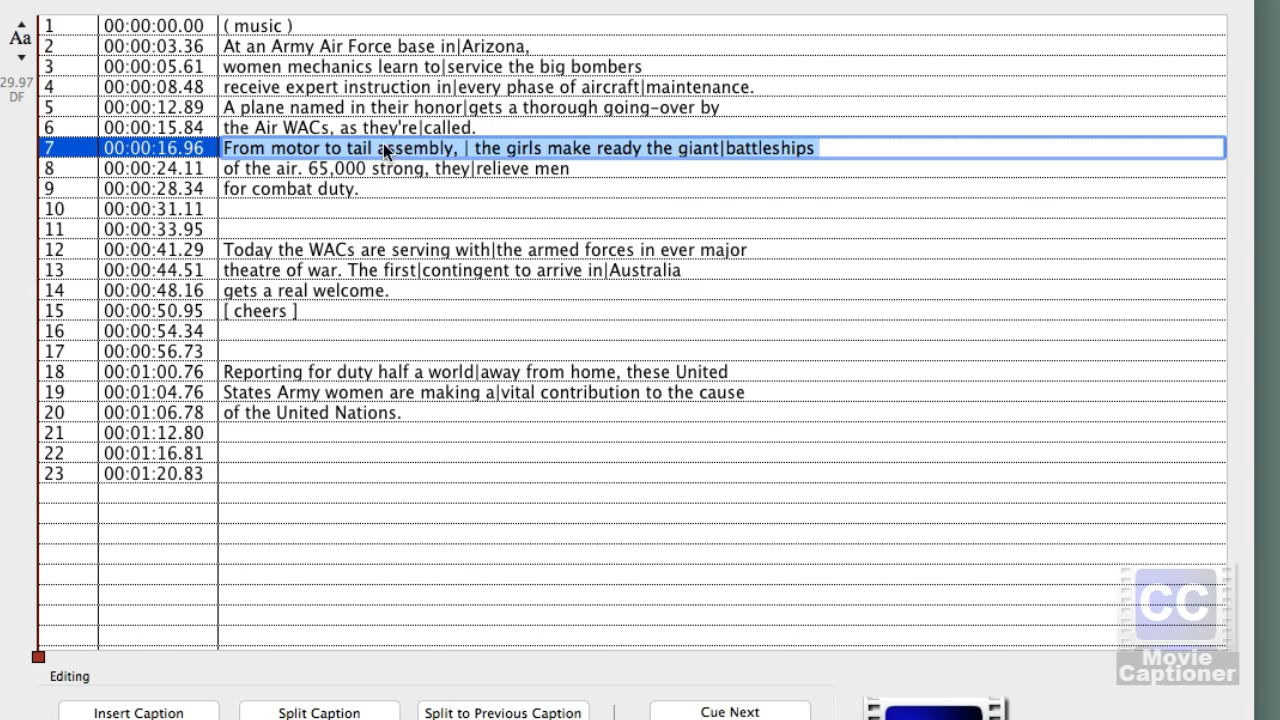 Aa
29.97
DF
1 00:00:00.00 ( music )
2 00:00:03.36 At an Army Air Force base in|Arizona,
3 00:00:05.61 women mechanics learn to|service the big bombers
4 00:00:08.48 receive expert instruction in|every phase of aircraft|maintenance.
5 00:00:12.89 A plane named in their honor|gets a thorough going-over by
6 00:00:15.84 the Air WACs, as they're|called.
7 00:00:16.96 From motor to tail assembly, | the girls make ready the giant|battleships
8 00:00:24.11 of the air. 65,000 strong, they|relieve men
9 00:00:28.34 for combat duty.
10 00:00:31.11
11 00:00:33.95
12 00:00:41.29 Today the WACs are serving with|the armed forces in ever major
13 00:00:44.51 theatre of war. The first|contingent to arrive in|Australia
14 00:00:48.16 gets a real welcome.
15 00:00:50.95 [ cheers ]
16 00:00:54.34
17 00:00:56.73
18 00:01:00.76 Reporting for duty half a world|away from home, these United
19 00:01:04.76 States Army women are making a|vital contribution to the cause
20 00:01:06.78 of the United Nations.
21 00:01:12.80
22 00:01:16.81
23 00:01:20.83
CC
Movie
Captioner
Editing
Insert Caption Split Caption Split to Previous Caption Cue Next